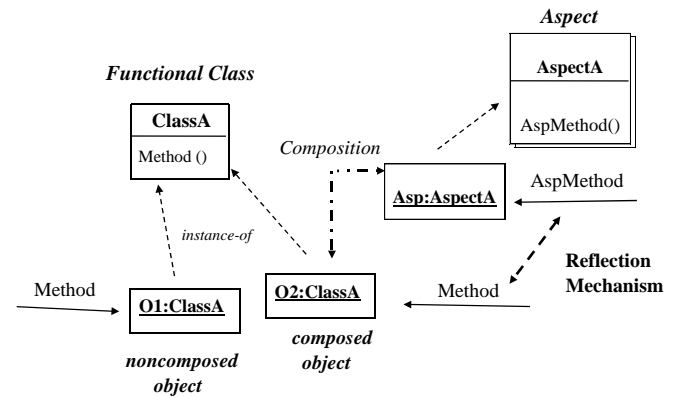 Aspect
AspectA
AspMethod()
Functional Class
ClassA
Method ()
Composition
Asp:AspectA
AspMethod
instance-of
Reflection
Mechanism
Method
O1:ClassA
O2:ClassA
Method
composed
object
noncomposed
object